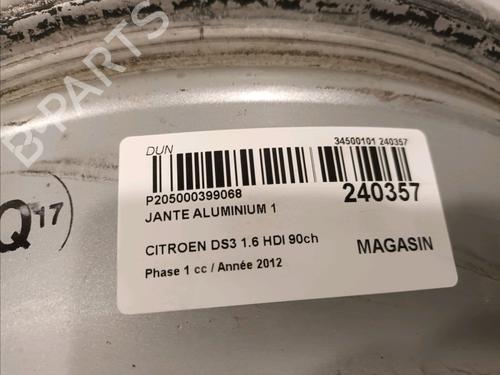 B-PARTS
DUN
34500101 240357
P205000399068
240357
JANTE ALUMINIUM 1
CITROEN DS3 1.6 HDI 90ch
MAGASIN
Phase 1 cc / Année 2012
Q17